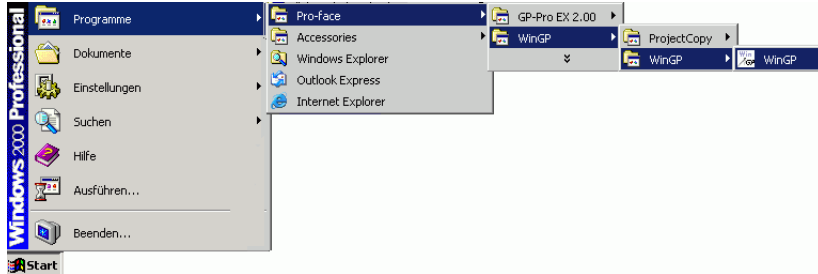 Windows 2000 Professional
Programme
Dokumente
Einstellungen
Suchen
Hilfe
Ausführen...
Beenden...
Start
Pro-face
Accessories
Windows Explorer
Outlook Express
Internet Explorer
GP-Pro EX 2.00
WinGP
ProjectCopy
WinGP
WinGP